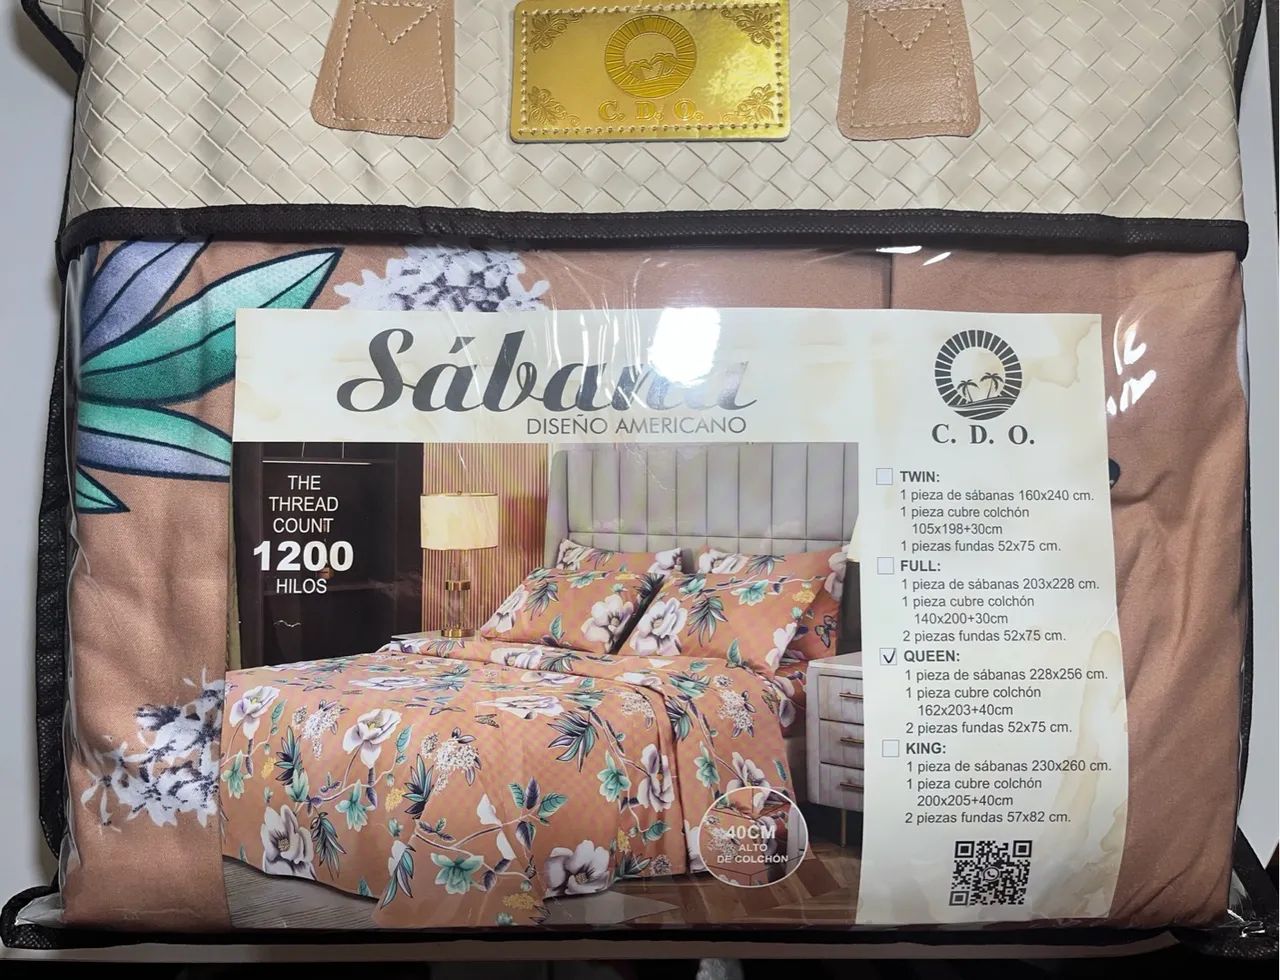 C. D. O.
Sábana
DISEÑO AMERICANO
THE
THREAD
COUNT
1200
HILOS
40CM
ALTO
DE COLCHÓN
C. D. O.
TWIN:
1 pieza de sábanas 160x240 cm.
1 pieza cubre colchón
105x198+30cm
1 piezas fundas 52x75 cm.
FULL:
1 pieza de sábanas 203x228 cm.
1 pieza cubre colchón
140x200+30cm
2 piezas fundas 52x75 cm.
QUEEN:
1 pieza de sábanas 228x256 cm.
1 pieza cubre colchón
162x203+40cm
2 piezas fundas 52x75 cm.
KING:
1 pieza de sábanas 230x260 cm.
1 pieza cubre colchón
200x205+40cm
2 piezas fundas 57x82 cm.